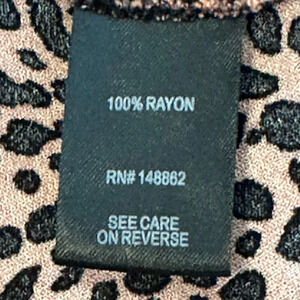 100% RAYON
RN# 148862
SEE CARE
ON REVERSE